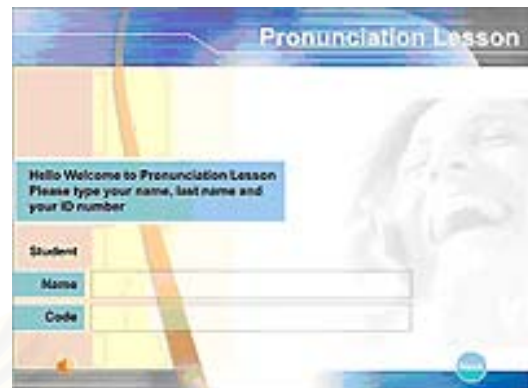 Pronunciation Lesson
Hello Welcome to Pronunciation Lesson
Please type your name, last name and
your ID number
Student
Name
Code